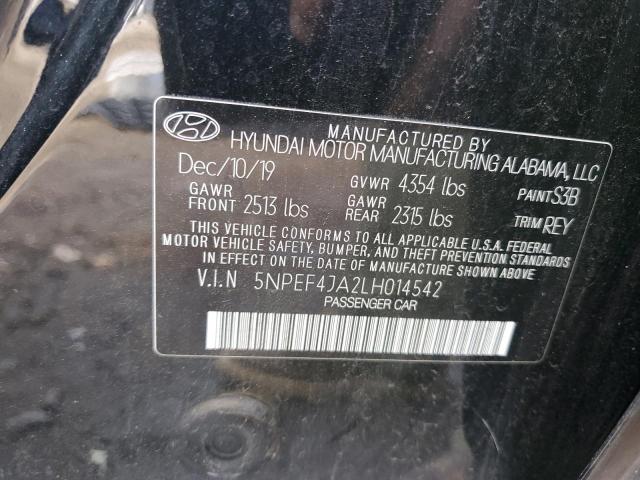 MANUFACTURED BY
HYUNDAI MOTOR MANUFACTURING ALABAMA, LLC
Dec/10/19 GVWR 4354 lbs PAINT S3B
GAWR FRONT 2513 lbs GAWR REAR 2315 lbs TRIM REY
THIS VEHICLE CONFORMS TO ALL APPLICABLE U.S.A. FEDERAL
MOTOR VEHICLE SAFETY, BUMPER, AND THEFT PREVENTION STANDARDS
IN EFFECT ON THE DATE OF MANUFACTURE SHOWN ABOVE.
V.I.N 5NPEF4JA2LH014542
PASSENGER CAR